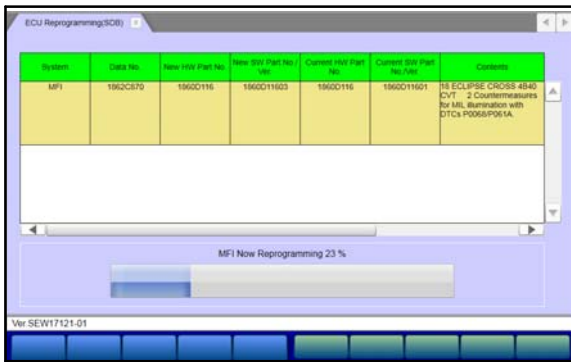 ECU Reprogramming(SDB)
System Data No. New HW Part No. New SW Part No./ Current HW Part Current SW Part Contents
Ver No. No./Ver
MFI 1862C870 1860D116 1860D11603 1860D116 1860D11601 18 ECLIPSE CROSS 4B40
CVT 2 Countermeasures
for MIL illumination with
DTCs P0068/P061A.
MFI Now Reprogramming 23 %
Ver.SEW17121-01